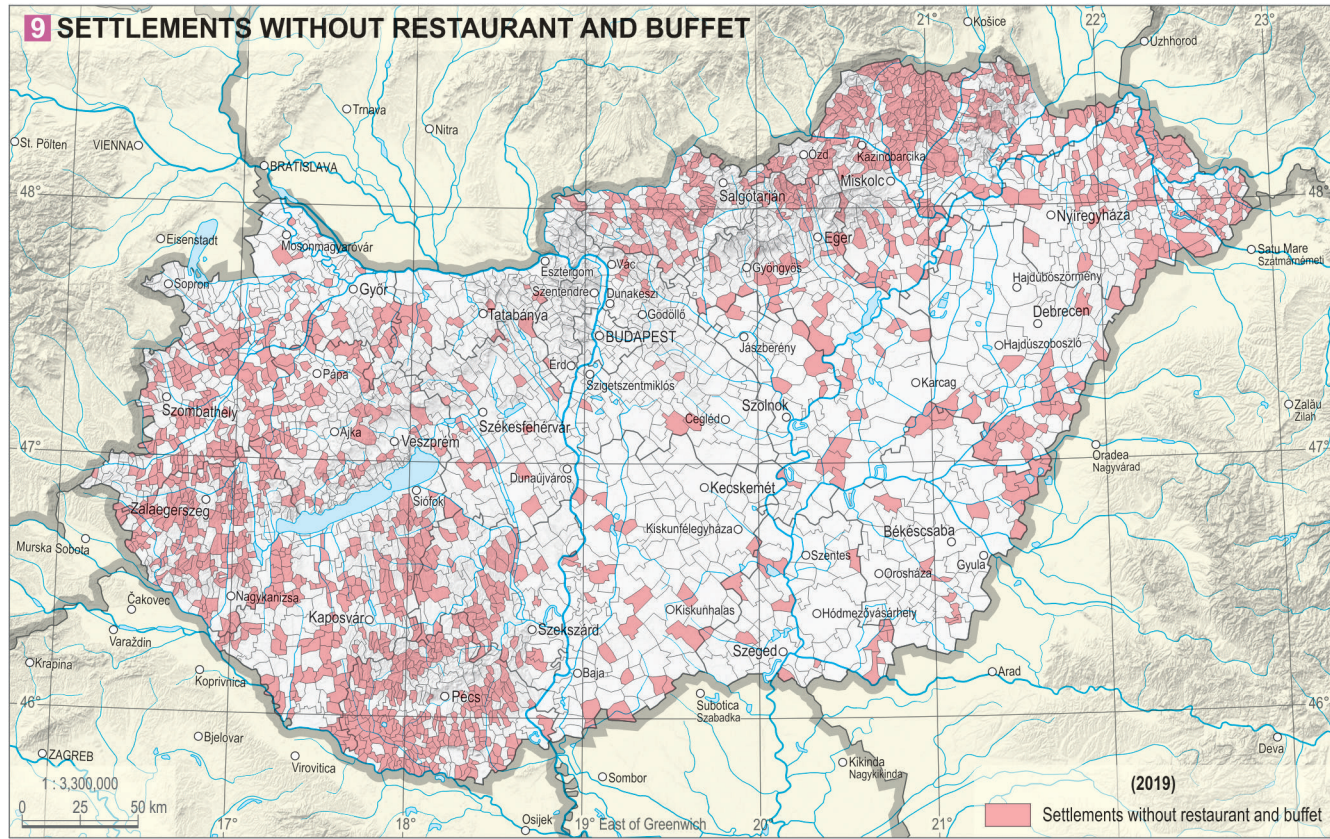 9 SETTLEMENTS WITHOUT RESTAURANT AND BUFFET
21°
Košice
22°
23°
Uzhhorod
Trnava
Nitra
St. Pölten
VIENNA
BRATISLAVA
Ózd
Kazincbarcika
Miskolc
48°
Salgótarján
48°
Nyíregyháza
Eisenstadt
Mosonmagyaróvár
Eger
Satu Mare
Szatmárnémeti
Sopron
Esztergom
Vác
Gyöngyös
Hajdúböszörmény
Győr
Szentendre
Dunakeszi
Tatabánya
Gödöllő
Debrecen
BUDAPEST
Jászberény
Hajdúszoboszló
Pápa
Érd
Szigetszentmiklós
Karcag
Szombathely
Cegléd
Szolnok
Zalău
Zilah
Ajka
Veszprém
Székesfehérvár
47°
Oradea
Nagyvárad
47°
Dunaújváros
Zalaegerszeg
Siófok
Kecskemét
Kiskunfélegyháza
Békéscsaba
Murska Sobota
Szentes
Gyula
Orosháza
Nagykanizsa
Čakovec
Kaposvár
Kiskunhalas
Hódmezővásárhely
Varaždin
Szekszárd
Szeged
Krapina
Koprivnica
Baja
Arad
Pécs
Subotica
Szabadka
46°
46°
Bjelovar
Deva
ZAGREB
Virovitica
Kikinda
Nagykikinda
Sombor
1 : 3,300,000
0 25 50 km
(2019)
Settlements without restaurant and buffet
Osijek
17°
18°
19° East of Greenwich
20°
21°
22°